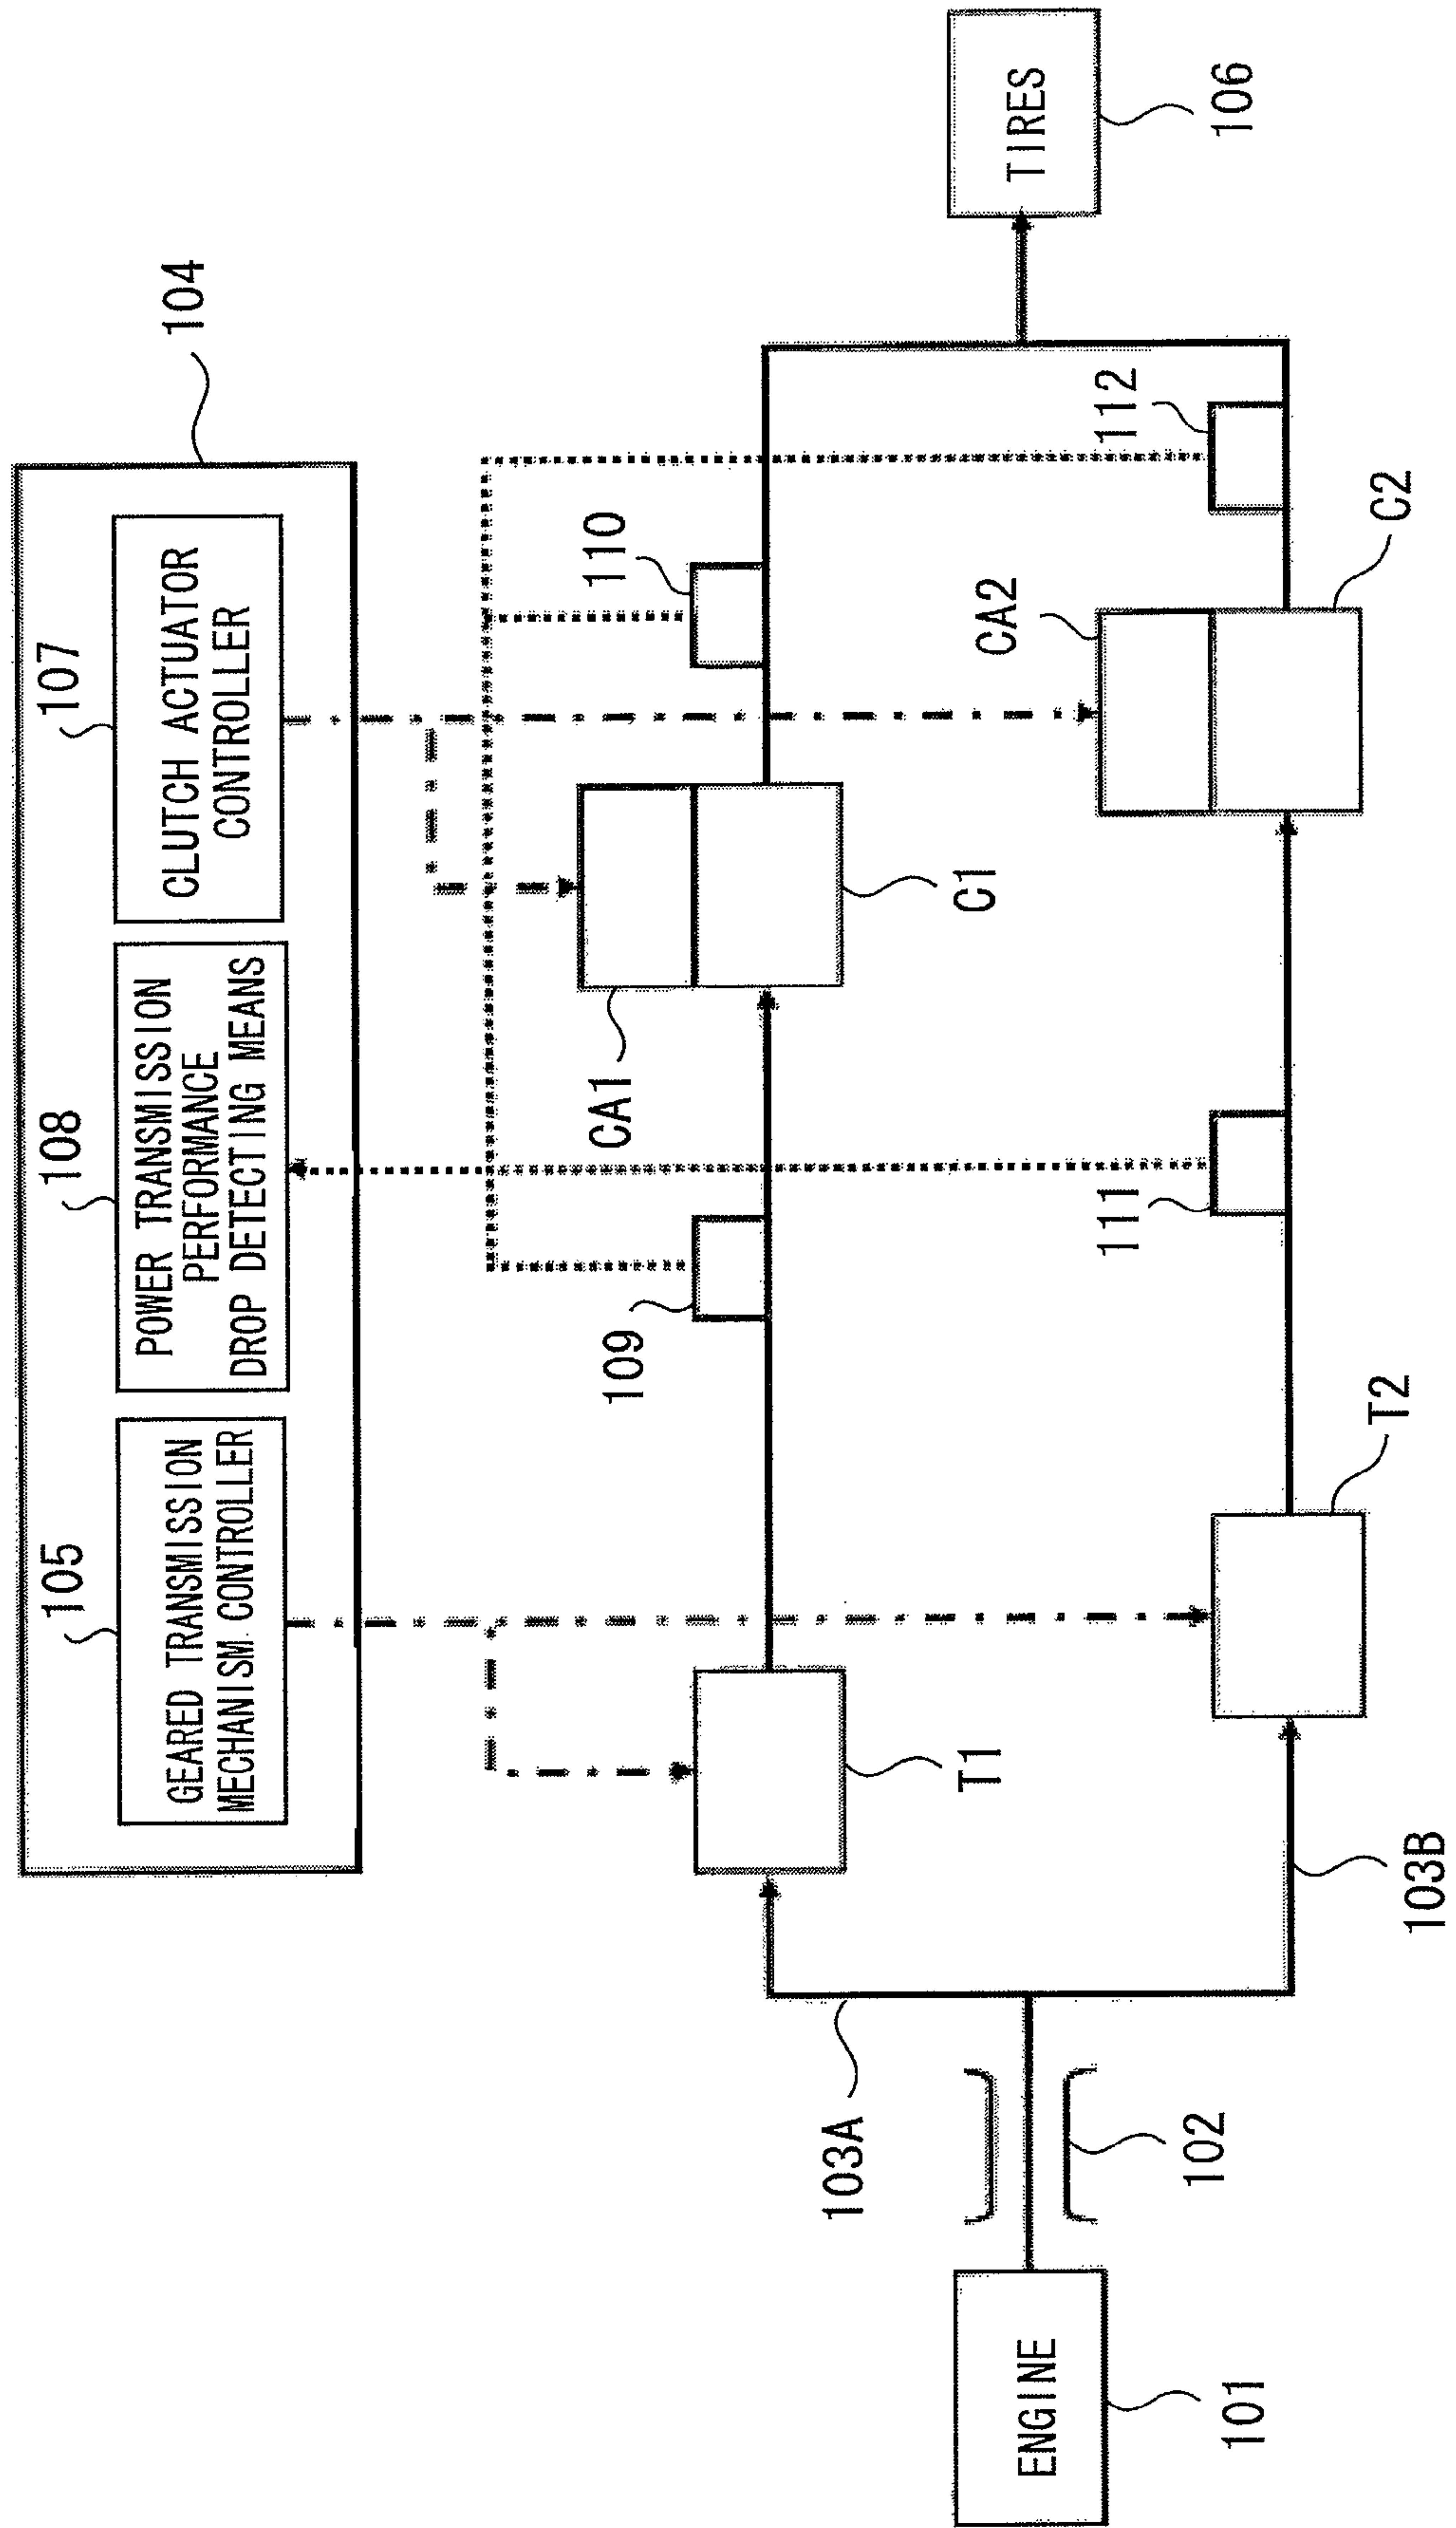 104
105
108
107
GEARED TRANSMISSION
MECHANISM CONTROLLER
POWER TRANSMISSION
PERFORMANCE
DROP DETECTING MEANS
CLUTCH ACTUATOR
CONTROLLER
109
CA1
110
103A
T1
C1
CA2
111
112
ENGINE
TIRES
101
102
106
103B
T2
C2